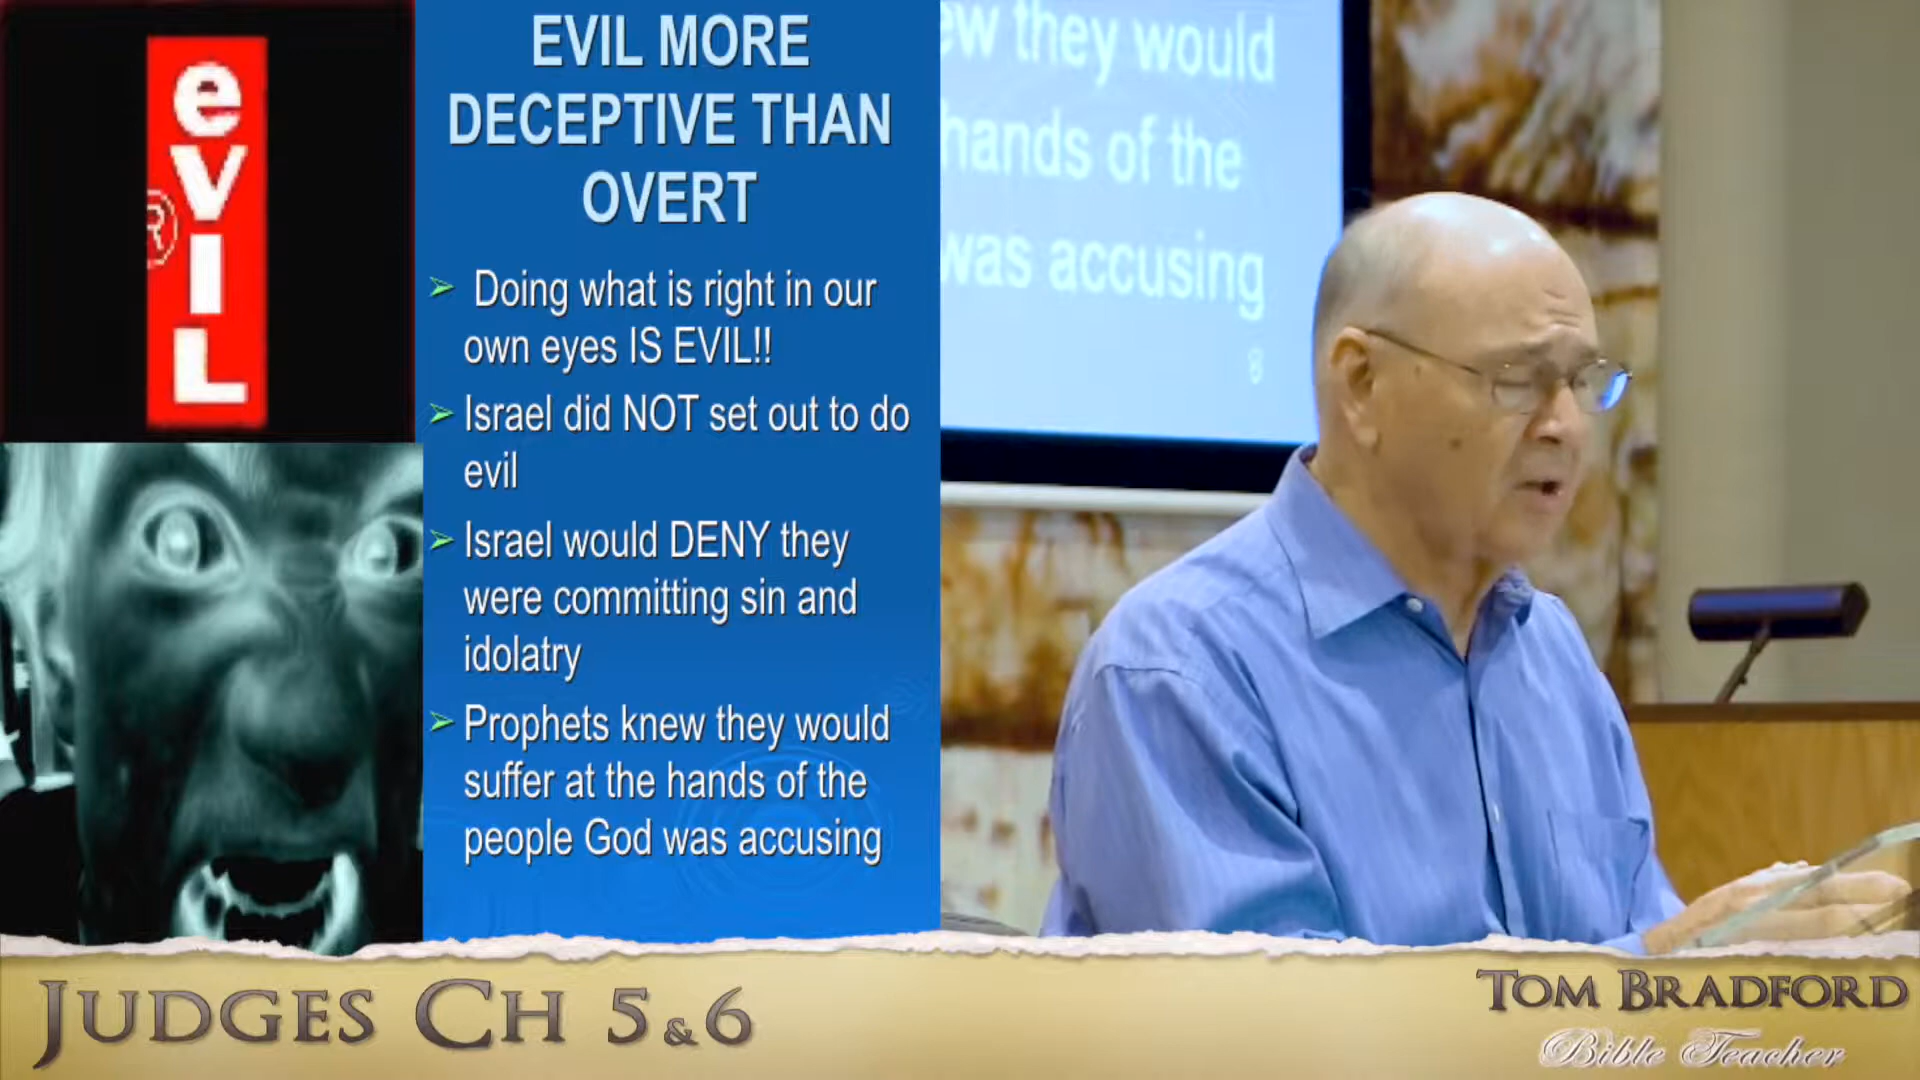 evIL
®
EVIL MORE
DECEPTIVE THAN
OVERT
Doing what is right in our
own eyes IS EVIL!!
Israel did NOT set out to do
evil
Israel would DENY they
were committing sin and
idolatry
Prophets knew they would
suffer at the hands of the
people God was accusing
ew they would
hands of the
was accusing
8
JUDGES CH 5&6
TOM BRADFORD
Bible Teacher